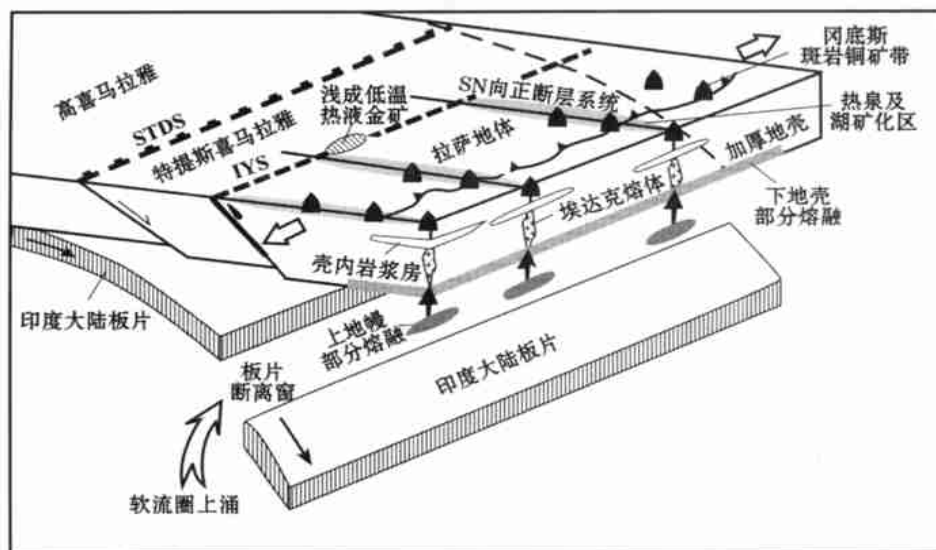 冈底斯
斑岩铜矿带
高喜马拉雅
STDS
特提斯喜马拉雅
IYS
浅成低温
热液金矿
SN向正断层系统
拉萨地体
热泉及
湖矿化区
加厚地壳
下地壳
部分熔融
埃达克熔体
壳内岩浆房
上地幔
部分熔融
印度大陆板片
板片
断离窗
印度大陆板片
软流圈上涌